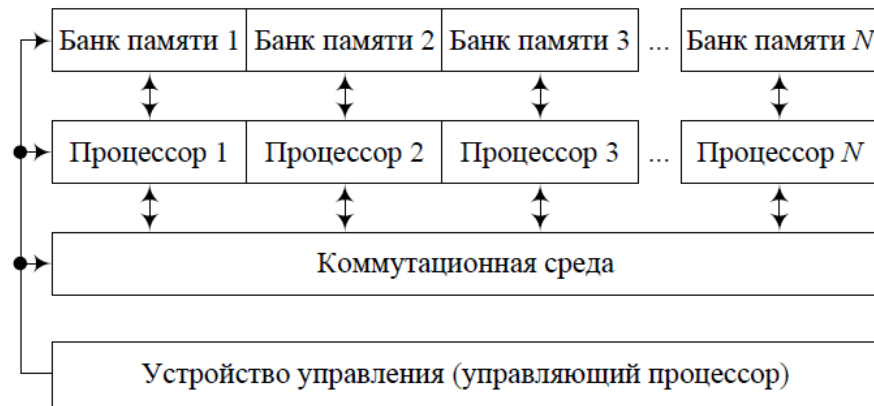 Банк памяти 1 Банк памяти 2 Банк памяти 3 ... Банк памяти N
Процессор 1 Процессор 2 Процессор 3 ... Процессор N
Коммутационная среда
Устройство управления (управляющий процессор)